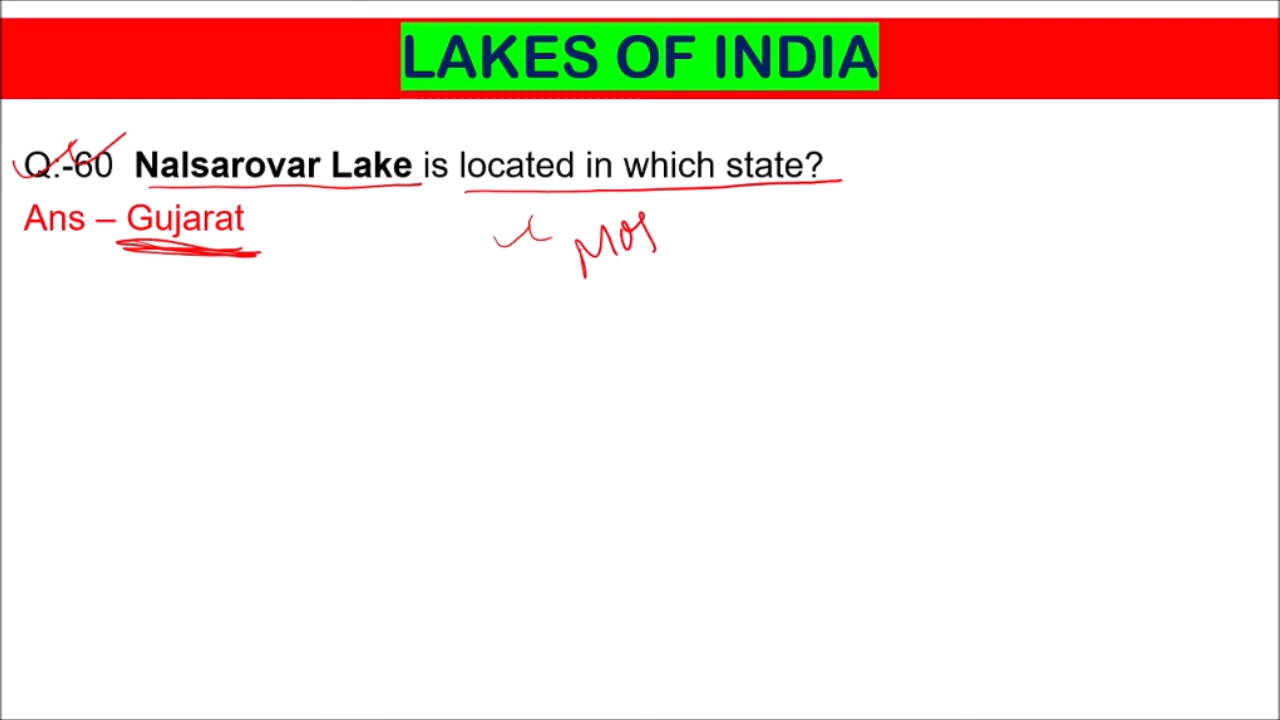 LAKES OF INDIA
Q.-60 Nalsarovar Lake is located in which state?
Ans – Gujarat